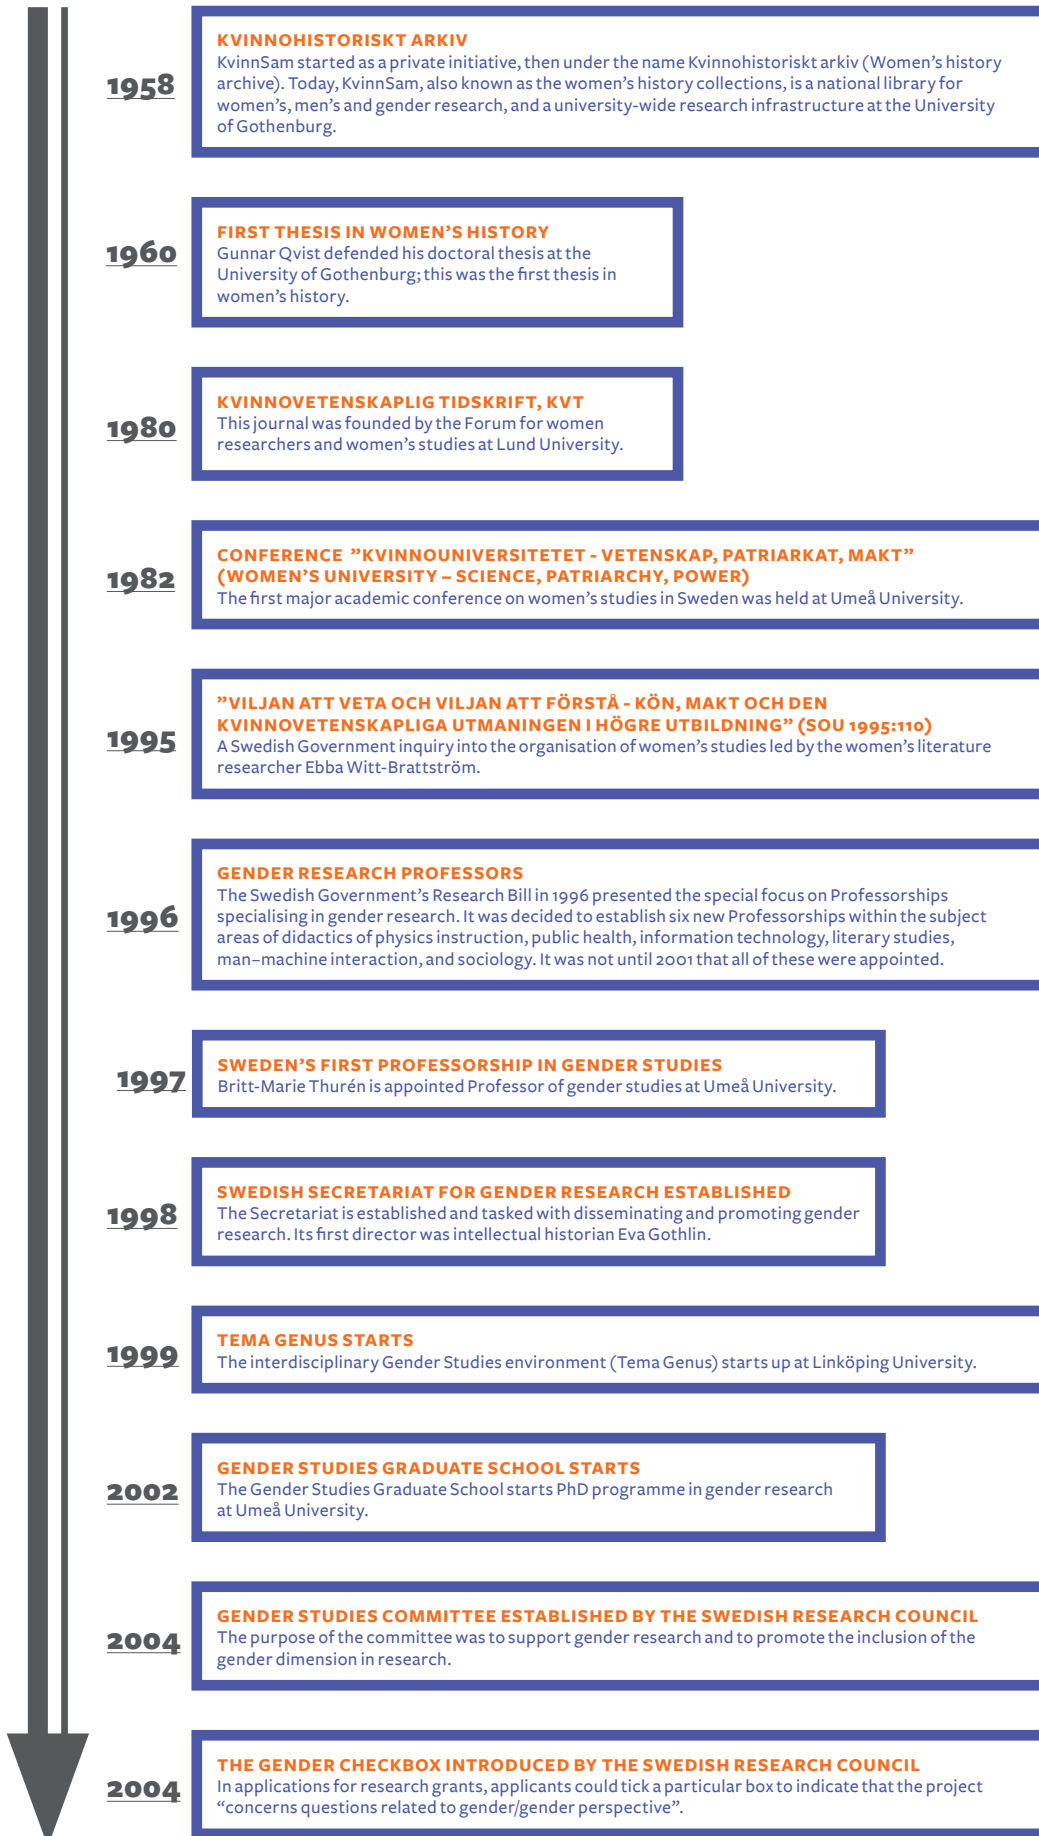 1958
KVINNOHISTORISKT ARKIV
KvinnSam started as a private initiative, then under the name Kvinnohistoriskt arkiv (Women’s history
archive). Today, KvinnSam, also known as the women’s history collections, is a national library for
women’s, men’s and gender research, and a university-wide research infrastructure at the University
of Gothenburg.
1960
FIRST THESIS IN WOMEN’S HISTORY
Gunnar Qvist defended his doctoral thesis at the
University of Gothenburg; this was the first thesis in
women’s history.
1980
KVINNOVETENSKAPLIG TIDSKRIFT, KVT
This journal was founded by the Forum for women
researchers and women’s studies at Lund University.
1982
CONFERENCE ”KVINNOUNIVERSITETET - VETENSKAP, PATRIARKAT, MAKT”
(WOMEN’S UNIVERSITY – SCIENCE, PATRIARCHY, POWER)
The first major academic conference on women’s studies in Sweden was held at Umeå University.
1995
”VILJAN ATT VETA OCH VILJAN ATT FÖRSTÅ - KÖN, MAKT OCH DEN
KVINNOVETENSKAPLIGA UTMANINGEN I HÖGRE UTBILDNING” (SOU 1995:110)
A Swedish Government inquiry into the organisation of women’s studies led by the women’s literature
researcher Ebba Witt-Brattström.
1996
GENDER RESEARCH PROFESSORS
The Swedish Government’s Research Bill in 1996 presented the special focus on Professorships
specialising in gender research. It was decided to establish six new Professorships within the subject
areas of didactics of physics instruction, public health, information technology, literary studies,
man–machine interaction, and sociology. It was not until 2001 that all of these were appointed.
1997
SWEDEN’S FIRST PROFESSORSHIP IN GENDER STUDIES
Britt-Marie Thurén is appointed Professor of gender studies at Umeå University.
1998
SWEDISH SECRETARIAT FOR GENDER RESEARCH ESTABLISHED
The Secretariat is established and tasked with disseminating and promoting gender
research. Its first director was intellectual historian Eva Gothlin.
1999
TEMA GENUS STARTS
The interdisciplinary Gender Studies environment (Tema Genus) starts up at Linköping University.
2002
GENDER STUDIES GRADUATE SCHOOL STARTS
The Gender Studies Graduate School starts PhD programme in gender research
at Umeå University.
2004
GENDER STUDIES COMMITTEE ESTABLISHED BY THE SWEDISH RESEARCH COUNCIL
The purpose of the committee was to support gender research and to promote the inclusion of the
gender dimension in research.
2004
THE GENDER CHECKBOX INTRODUCED BY THE SWEDISH RESEARCH COUNCIL
In applications for research grants, applicants could tick a particular box to indicate that the project
“concerns questions related to gender/gender perspective”.